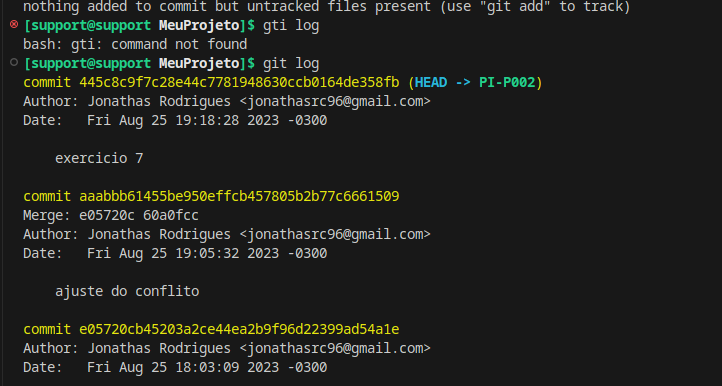 nothing added to commit but untracked files present (use "git add" to track)
[support@support MeuProjeto]$ gti log
bash: gti: command not found
[support@support MeuProjeto]$ git log
commit 445c8c9f7c28e44c7781948630ccb0164de358fb (HEAD -> PI-P002)
Author: Jonathas Rodrigues <jonathasrc96@gmail.com>
Date:   Fri Aug 25 19:18:28 2023 -0300
    exercicio 7
commit aaabbb61455be950effcb457805b2b77c6661509
Merge: e05720c 60a0fcc
Author: Jonathas Rodrigues <jonathasrc96@gmail.com>
Date:   Fri Aug 25 19:05:32 2023 -0300
    ajuste do conflito
commit e05720cb45203a2ce44ea2b9f96d22399ad54a1e
Author: Jonathas Rodrigues <jonathasrc96@gmail.com>
Date:   Fri Aug 25 18:03:09 2023 -0300